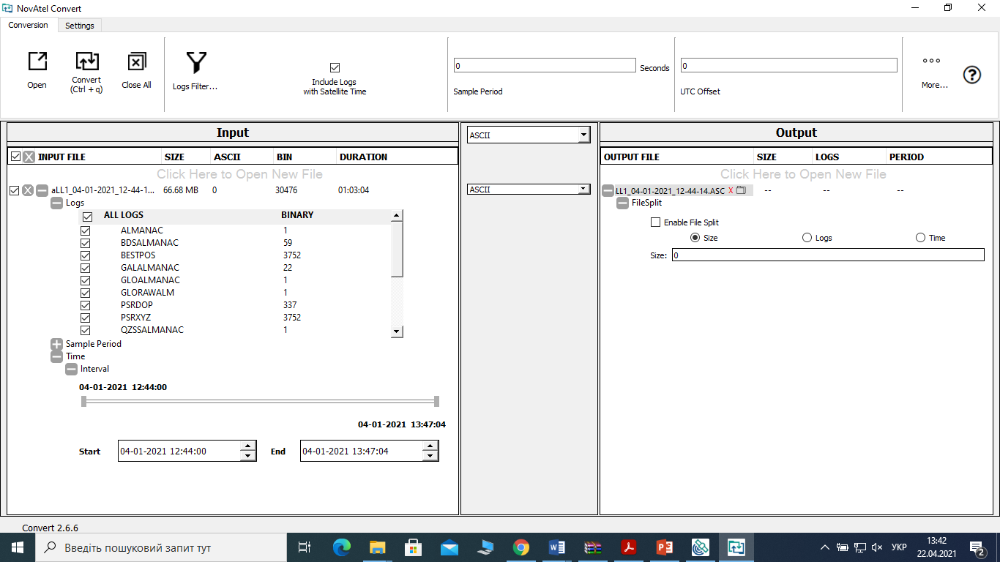 NovAtel Convert
Conversion Settings
Open
Convert
(Ctrl + q)
Close All
Logs Filter...
Include Logs
with Satellite Time
0 Seconds
Sample Period
0
UTC Offset
More...
?
Input
INPUT FILE SIZE ASCII BIN DURATION
Click Here to Open New File
aLL1_04-01-2021_12-44-1... 66.68 MB 0 30476 01:03:04
Logs
ALL LOGS BINARY
ALMANAC 1
BDSALMANAC 59
BESTPOS 3752
GALALMANAC 22
GLOALMANAC 1
GLORAWALM 1
PSRDOP 337
PSRXYZ 3752
QZSSALMANAC 1
Sample Period
Time
Interval
04-01-2021 12:44:00
04-01-2021 13:47:04
Start 04-01-2021 12:44:00 End 04-01-2021 13:47:04
ASCII
ASCII
Output
OUTPUT FILE SIZE LOGS PERIOD
Click Here to Open New File
LL1_04-01-2021_12-44-14.ASC X -- -- --
FileSplit
Enable File Split
Size Logs Time
Size: 0
Convert 2.6.6
Введіть пошуковий запит тут
УКР
13:42
22.04.2021
2